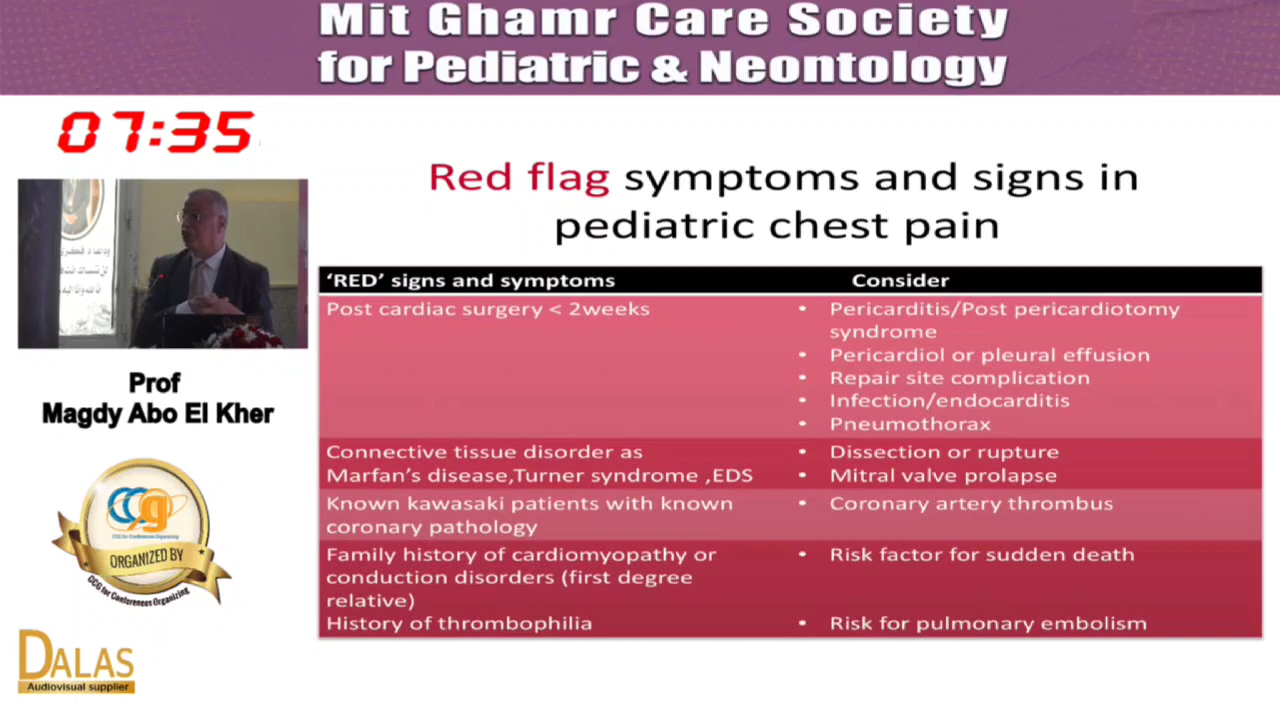 Mit Ghamr Care Society
for Pediatric & Neontology
07:35
Prof
Magdy Abo El Kher
CCG
CCG for Conferences Organizing
ORGANIZED BY
CCG for Conferences Organizing
DALAS
Audiovisual supplier
Red flag symptoms and signs in
pediatric chest pain
‘RED’ signs and symptoms Consider
Post cardiac surgery < 2weeks • Pericarditis/Post pericardiotomy
syndrome
• Pericardiol or pleural effusion
• Repair site complication
• Infection/endocarditis
• Pneumothorax
Connective tissue disorder as • Dissection or rupture
Marfan’s disease,Turner syndrome ,EDS • Mitral valve prolapse
Known kawasaki patients with known • Coronary artery thrombus
coronary pathology
Family history of cardiomyopathy or • Risk factor for sudden death
conduction disorders (first degree
relative)
History of thrombophilia • Risk for pulmonary embolism